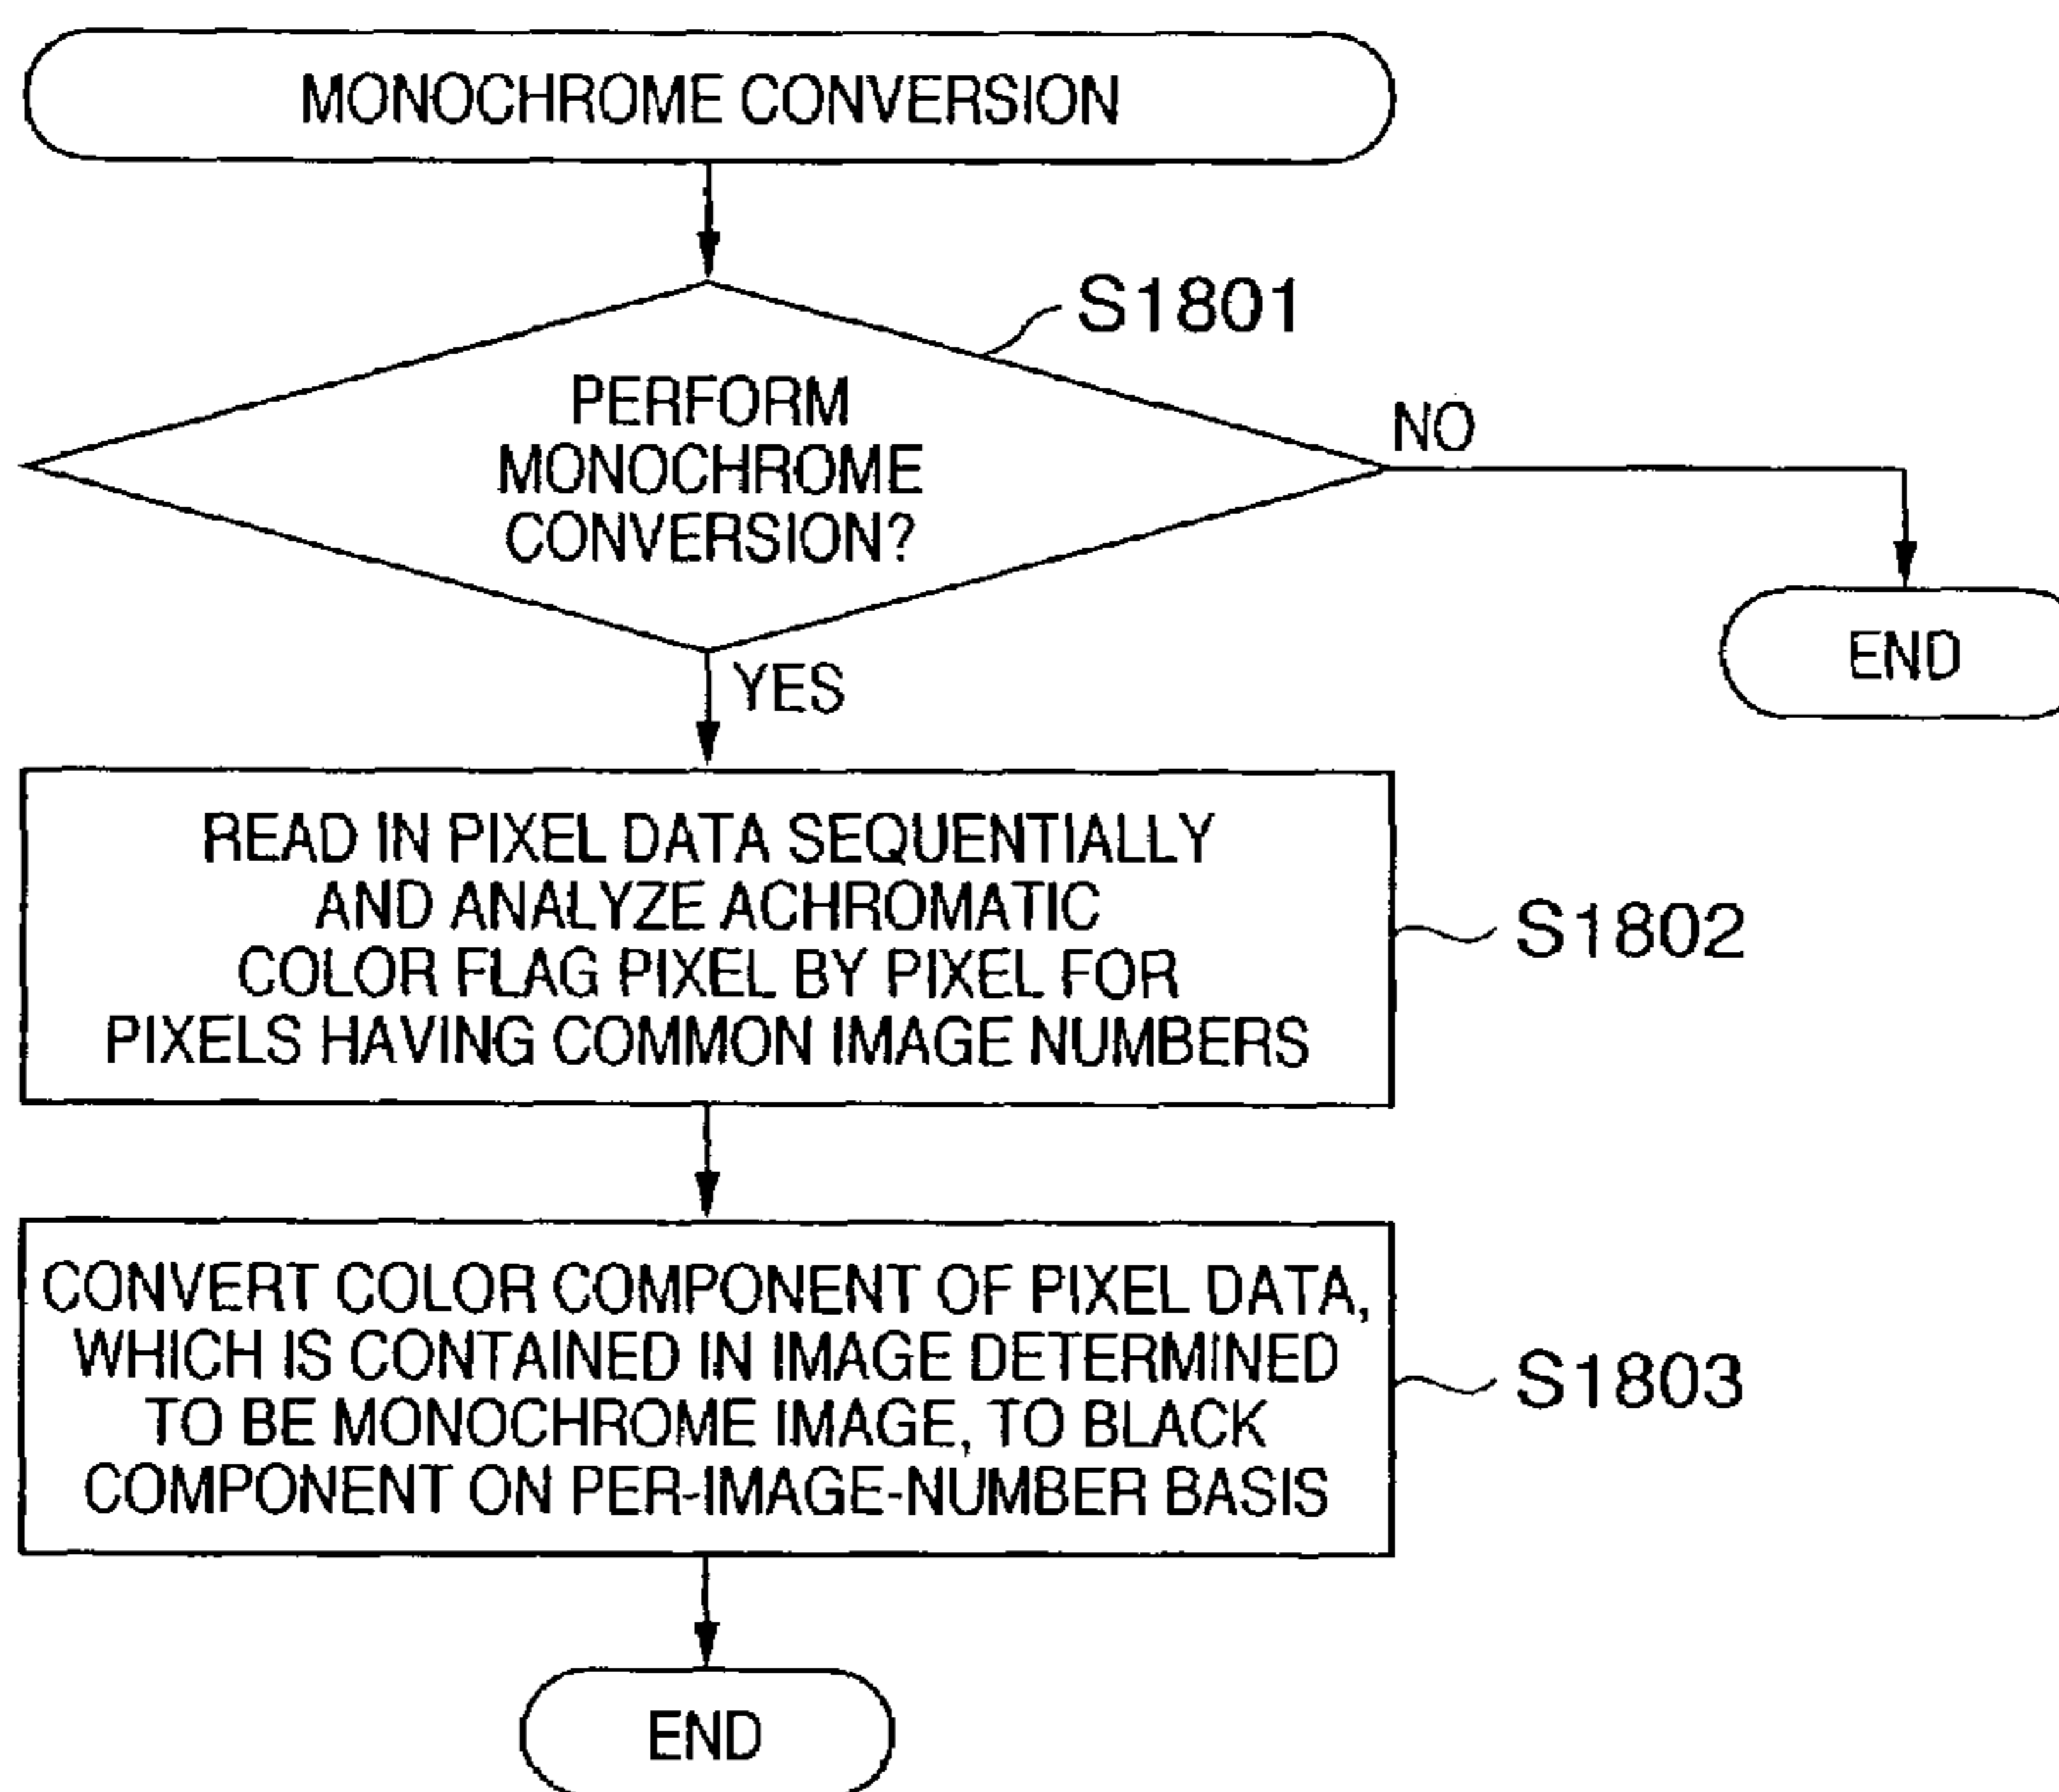 MONOCHROME CONVERSION
S1801
PERFORM
MONOCHROME
CONVERSION?
NO
END
YES
READ IN PIXEL DATA SEQUENTIALLY
AND ANALYZE ACHROMATIC
COLOR FLAG PIXEL BY PIXEL FOR
PIXELS HAVING COMMON IMAGE NUMBERS
S1802
CONVERT COLOR COMPONENT OF PIXEL DATA,
WHICH IS CONTAINED IN IMAGE DETERMINED
TO BE MONOCHROME IMAGE, TO BLACK
COMPONENT ON PER-IMAGE-NUMBER BASIS
S1803
END